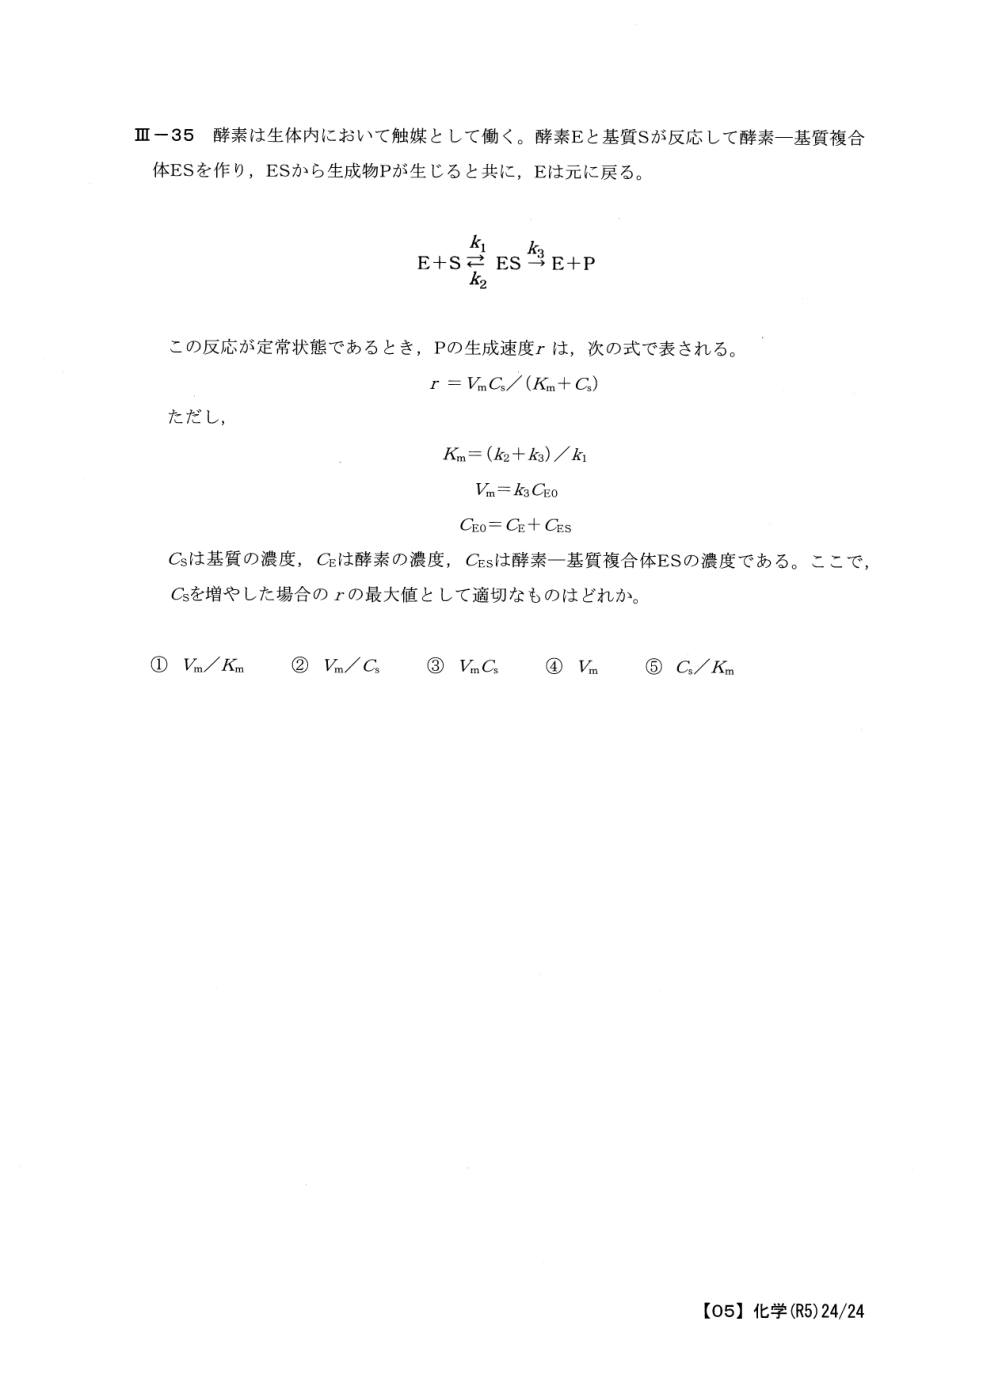 Ⅲ－35 酵素は生体内において触媒として働く。酵素Eと基質Sが反応して酵素―基質複合
体ESを作り，ESから生成物Pが生じると共に，Eは元に戻る。
k1 k3
E＋S ⇄ ES → E＋P
k2
この反応が定常状態であるとき，Pの生成速度r は，次の式で表される。
r ＝ VmCs／(Km＋Cs)
ただし，
Km＝(k2＋k3)／k1
Vm＝k3CE0
CE0＝CE＋CES
CSは基質の濃度，CEは酵素の濃度，CESは酵素―基質複合体ESの濃度である。ここで，
CSを増やした場合の r の最大値として適切なものはどれか。
① Vm／Km ② Vm／Cs ③ VmCs ④ Vm ⑤ Cs／Km
【05】化学(R5)24/24